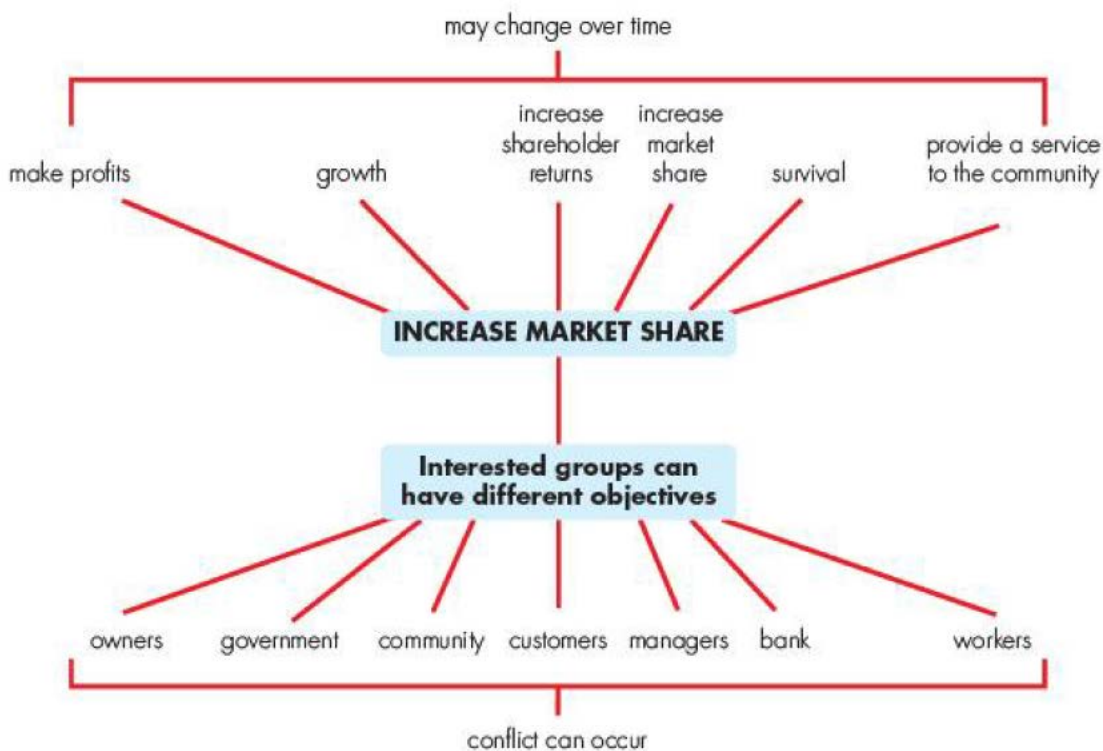 may change over time
make profits
growth
increase
shareholder
returns
increase
market
share
survival
provide a service
to the community
INCREASE MARKET SHARE
Interested groups can
have different objectives
owners
government
community
customers
managers
bank
workers
conflict can occur